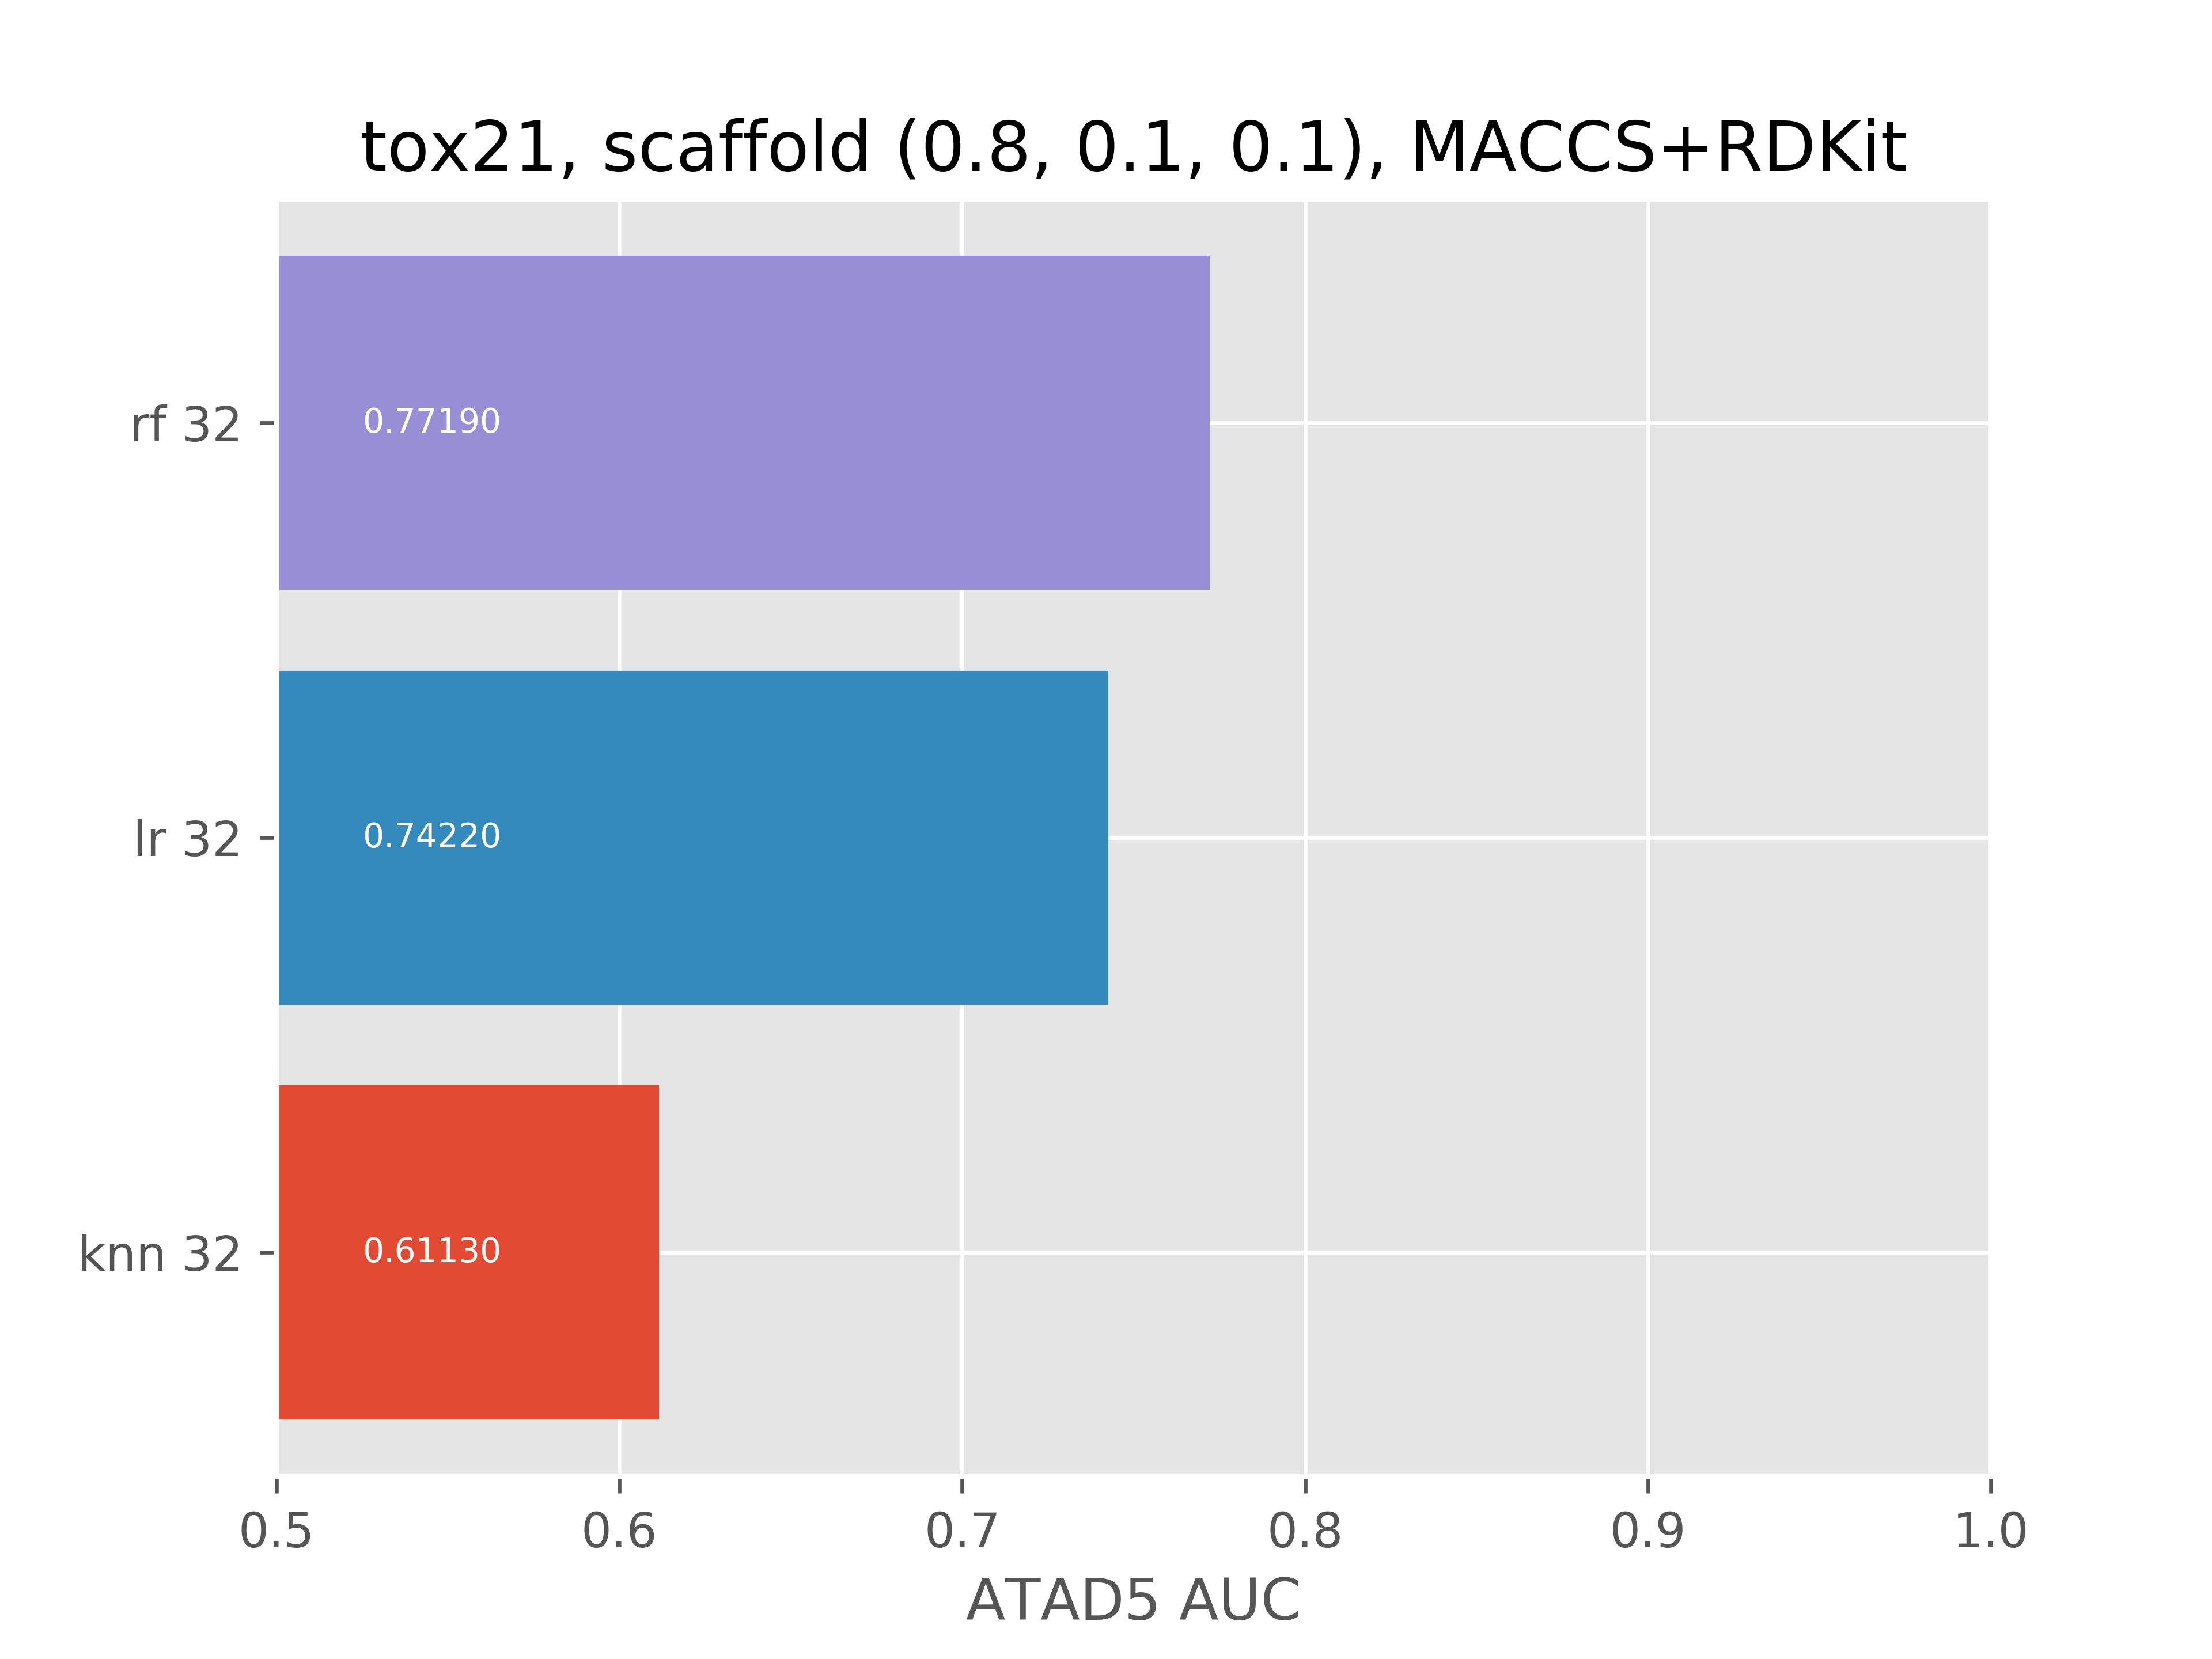 tox21, scaffold (0.8, 0.1, 0.1), MACCS+RDKit
rf 32
0.77190
lr 32
0.74220
knn 32
0.61130
0.5 0.6 0.7 0.8 0.9 1.0
ATAD5 AUC